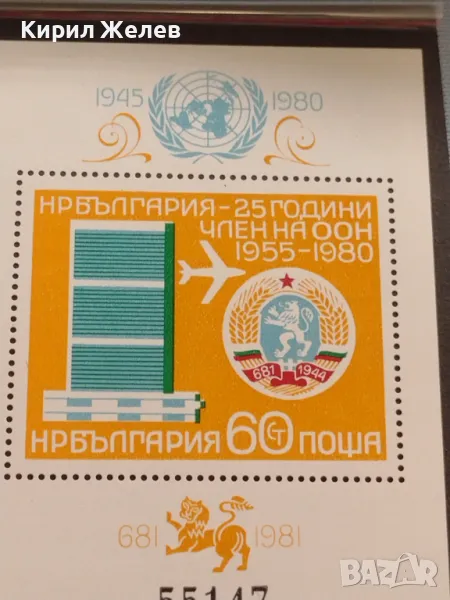 Кирил Желев
1945 1980
НРБЪЛГАРИЯ-25 ГОДИНИ
ЧЛЕН НА ООН
1955-1980
681 1944
НРБЪЛГАРИЯ 60 СТ ПОЩА
681 1981
55147
BAZAR